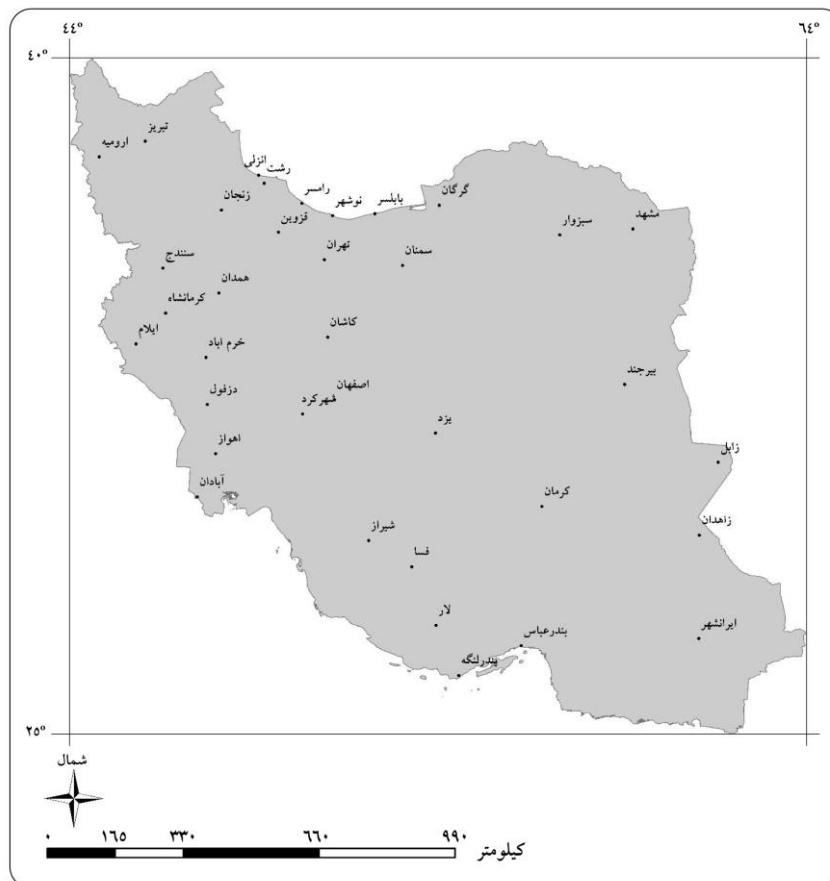 ۴۴°
۶۴°
۴۰°
تبریز
ارومیه
انزلی
رشت
رامسر
نوشهر
بابلسر
گرگان
زنجان
قزوین
سبزوار
مشهد
تهران
سمنان
سنندج
همدان
کرمانشاه
کاشان
ایلام
خرم اباد
بیرجند
اصفهان
دزفول
شهرکرد
یزد
اهواز
زابل
آبادان
کرمان
زاهدان
شیراز
فسا
لار
بندرعباس
ایرانشهر
بندرلنگه
۲۵°
شمال
۰ ۱۶۵ ۳۳۰ ۶۶۰ ۹۹۰
کیلومتر